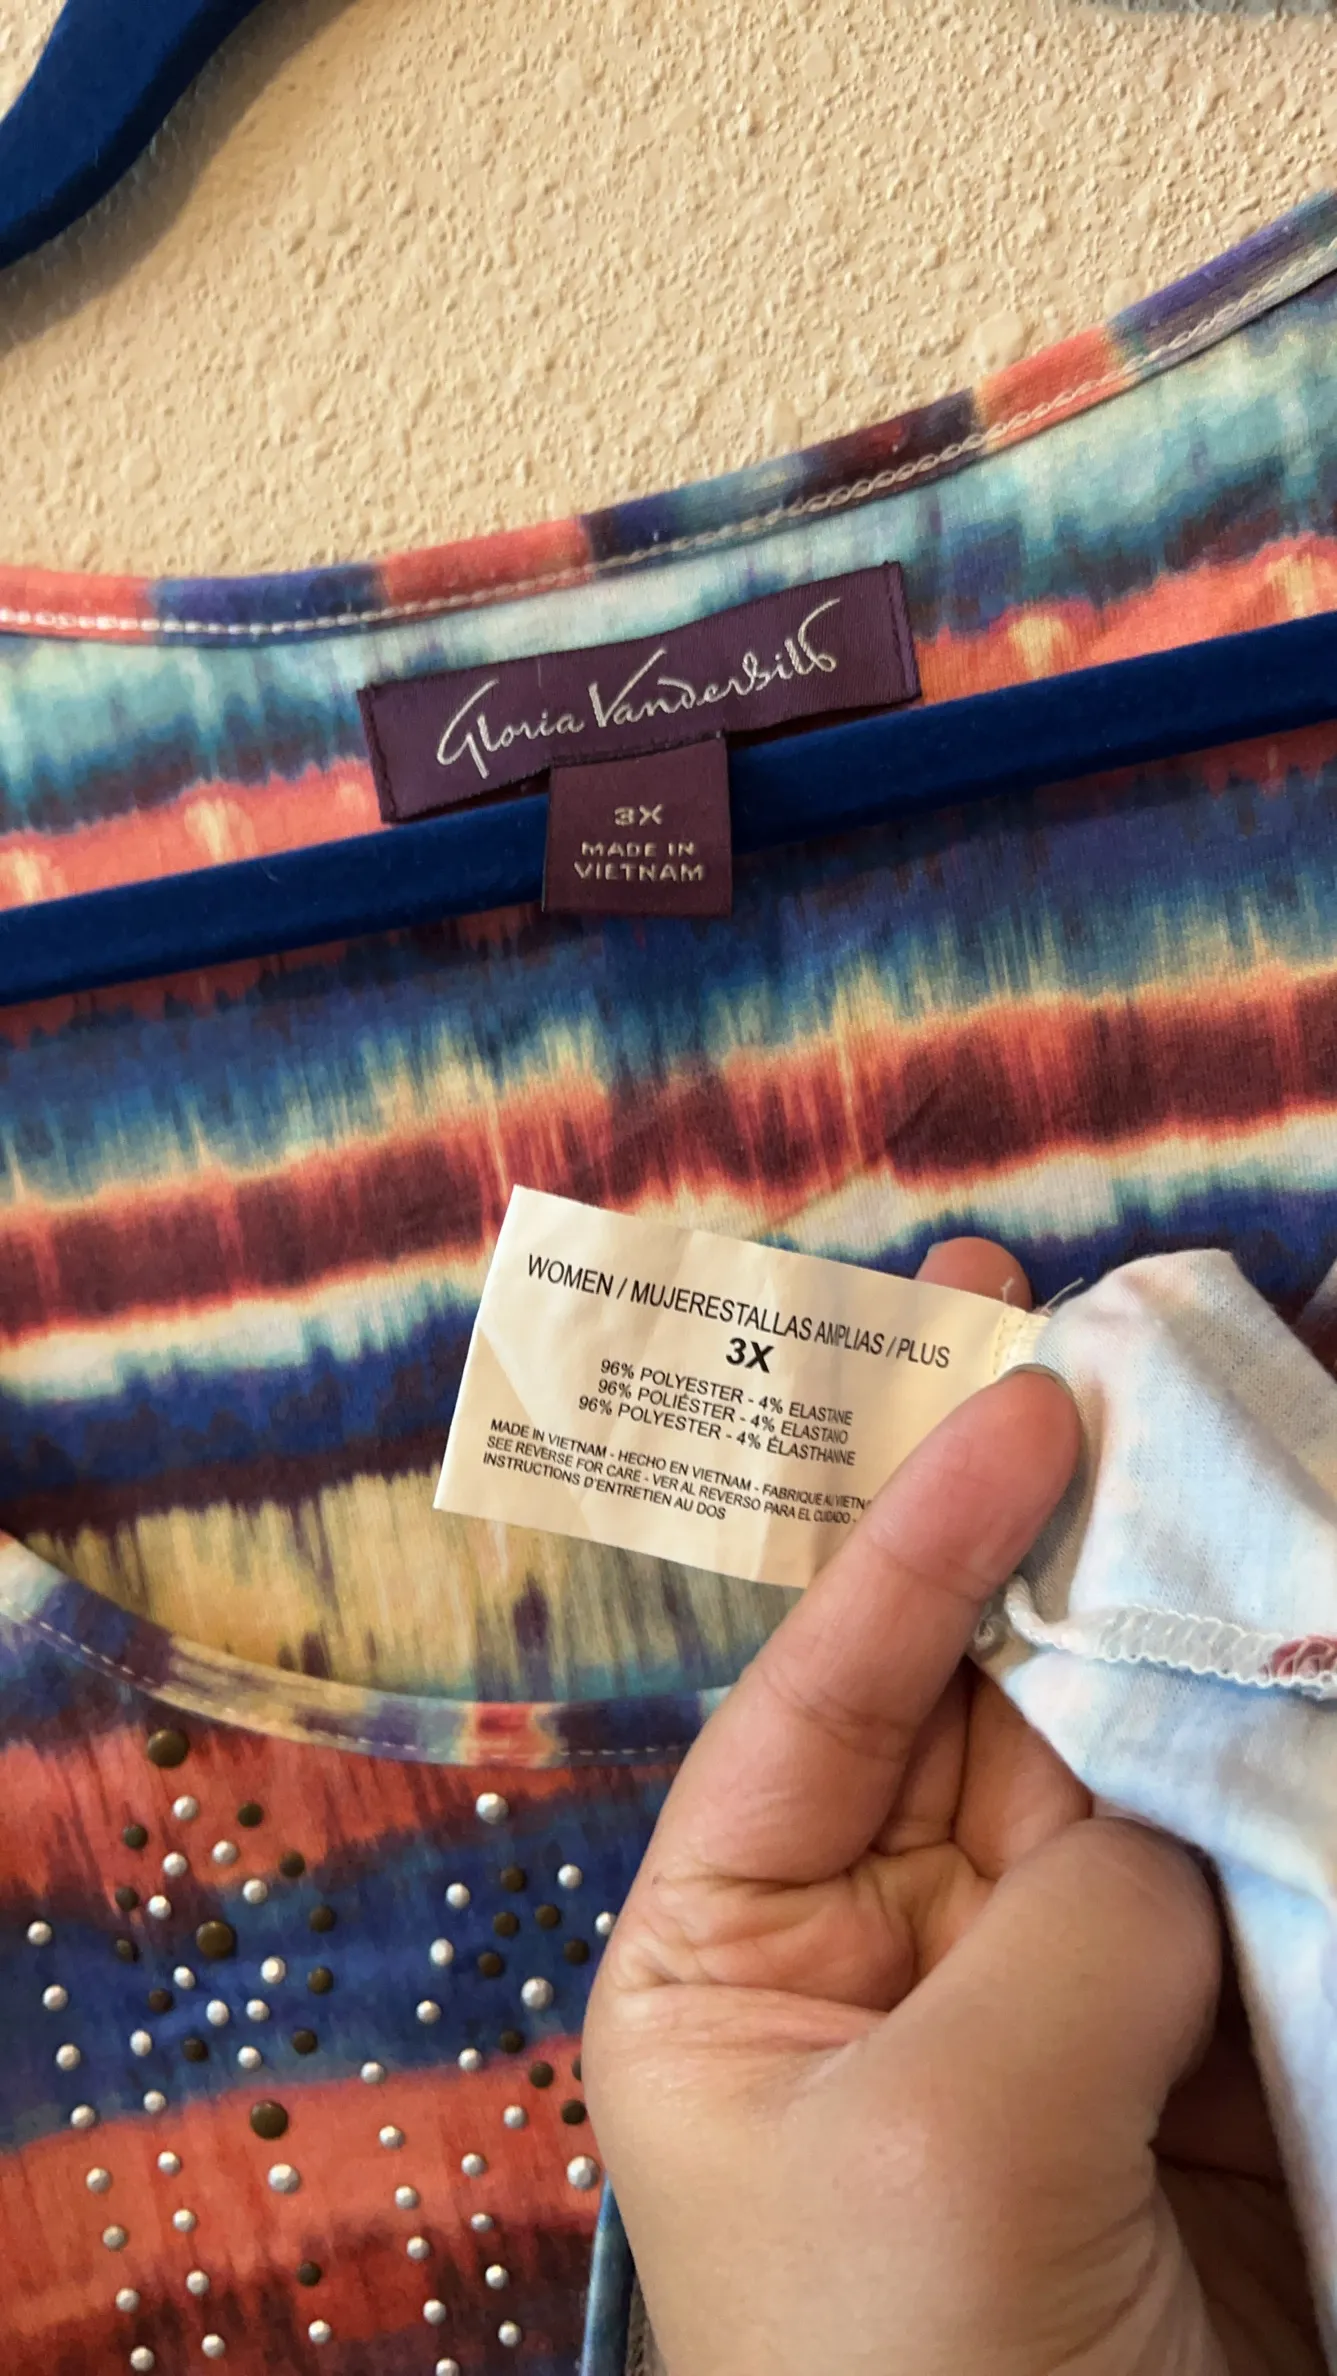 Gloria Vanderbilt
3X
MADE IN
VIETNAM
WOMEN / MUJERESTALLAS AMPLIAS / PLUS
3X
96% POLYESTER - 4% ELASTANE
96% POLIÉSTER - 4% ELASTANO
96% POLYESTER - 4% ÉLASTHANNE
MADE IN VIETNAM - HECHO EN VIETNAM - FABRIQUE AU VIETN
SEE REVERSE FOR CARE - VER AL REVERSO PARA EL CUIDADO -
INSTRUCTIONS D'ENTRETIEN AU DOS